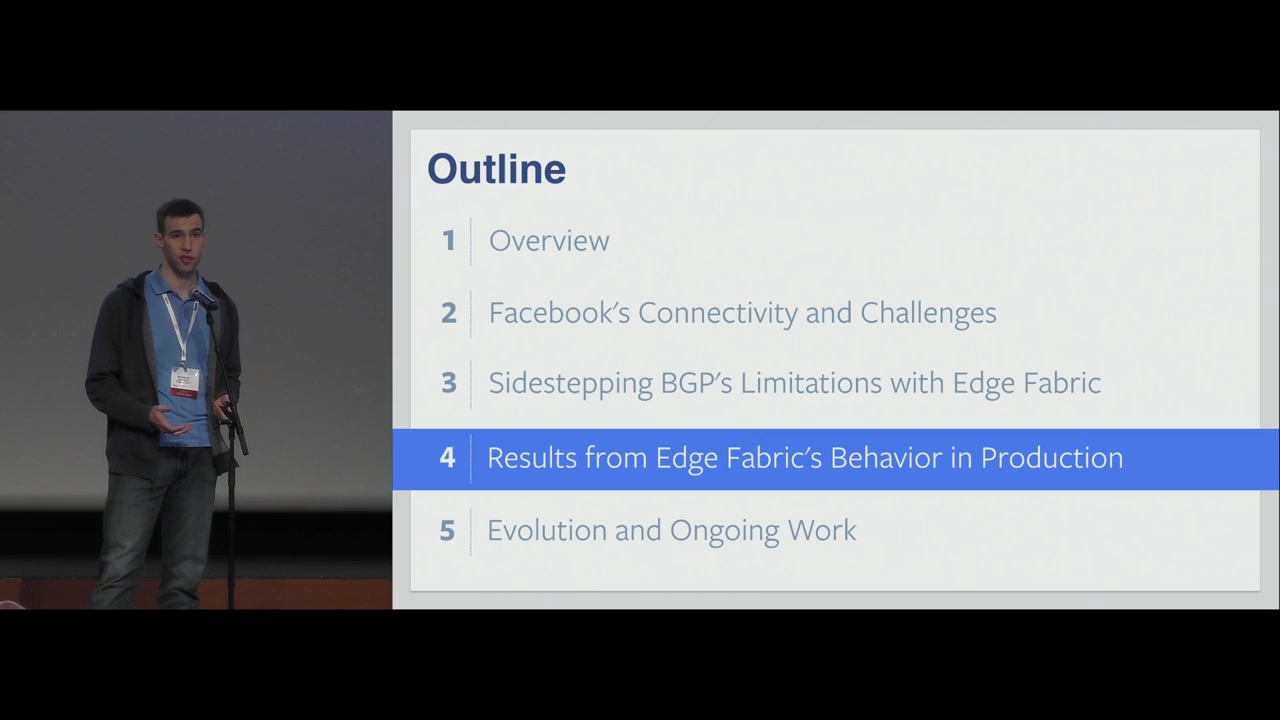 Outline
1 Overview
2 Facebook's Connectivity and Challenges
3 Sidestepping BGP's Limitations with Edge Fabric
4 Results from Edge Fabric's Behavior in Production
5 Evolution and Ongoing Work